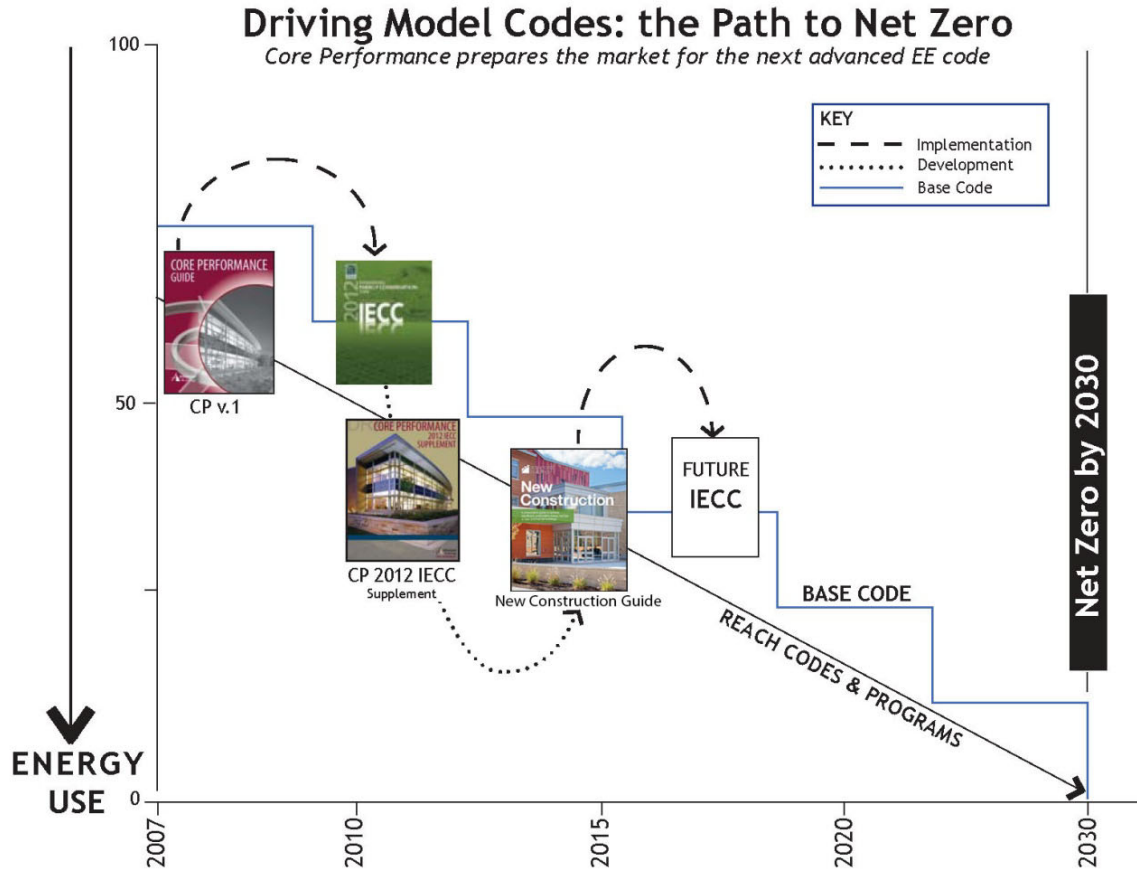 Driving Model Codes: the Path to Net Zero
Core Performance prepares the market for the next advanced EE code
100
50
0
ENERGY
USE
KEY
Implementation
Development
Base Code
CORE PERFORMANCE
GUIDE
CP v.1
2012
IECC
CORE PERFORMANCE
2012 IECC
SUPPLEMENT
CP 2012 IECC
Supplement
New
Construction
New Construction Guide
FUTURE
IECC
BASE CODE
REACH CODES & PROGRAMS
Net Zero by 2030
2007
2010
2015
2020
2030